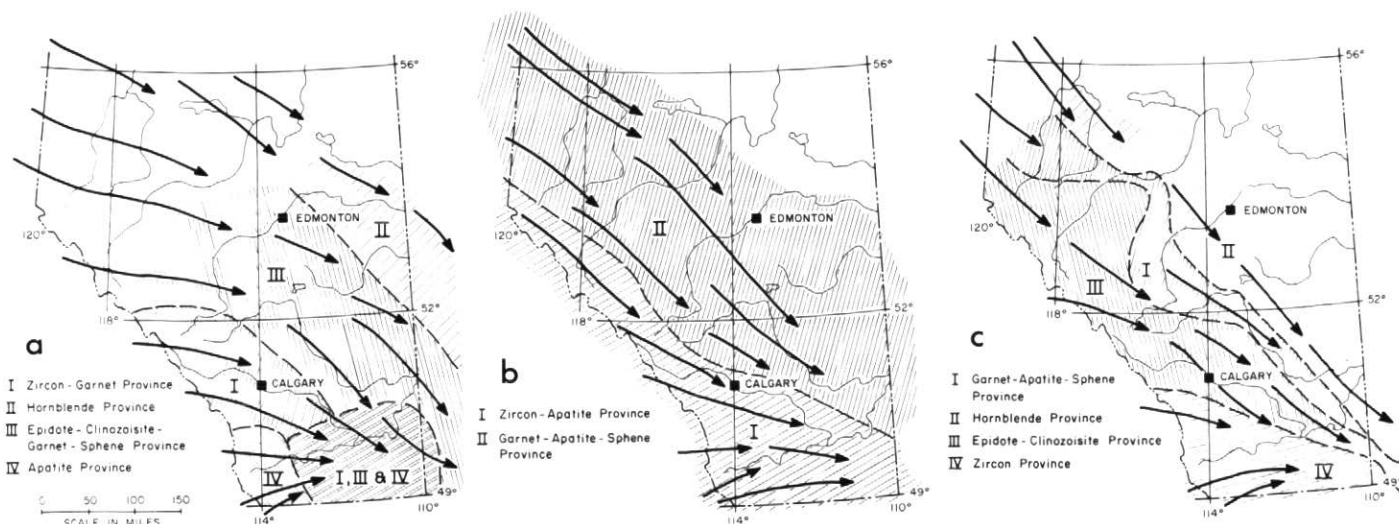 a
56°
EDMONTON
II
120°
III
52°
118°
I
CALGARY
IV
I, III & IV
49°
114°
110°
I Zircon-Garnet Province
II Hornblende Province
III Epidote-Clinozoisite-
Garnet-Sphene Province
IV Apatite Province
0 50 100 150
SCALE IN MILES
b
56°
II
EDMONTON
120°
52°
118°
CALGARY
I
49°
114°
110°
I Zircon-Apatite Province
II Garnet-Apatite-Sphene
Province
c
56°
EDMONTON
II
120°
I
III
52°
118°
CALGARY
IV
49°
114°
110°
I Garnet-Apatite-Sphene
Province
II Hornblende Province
III Epidote-Clinozoisite Province
IV Zircon Province